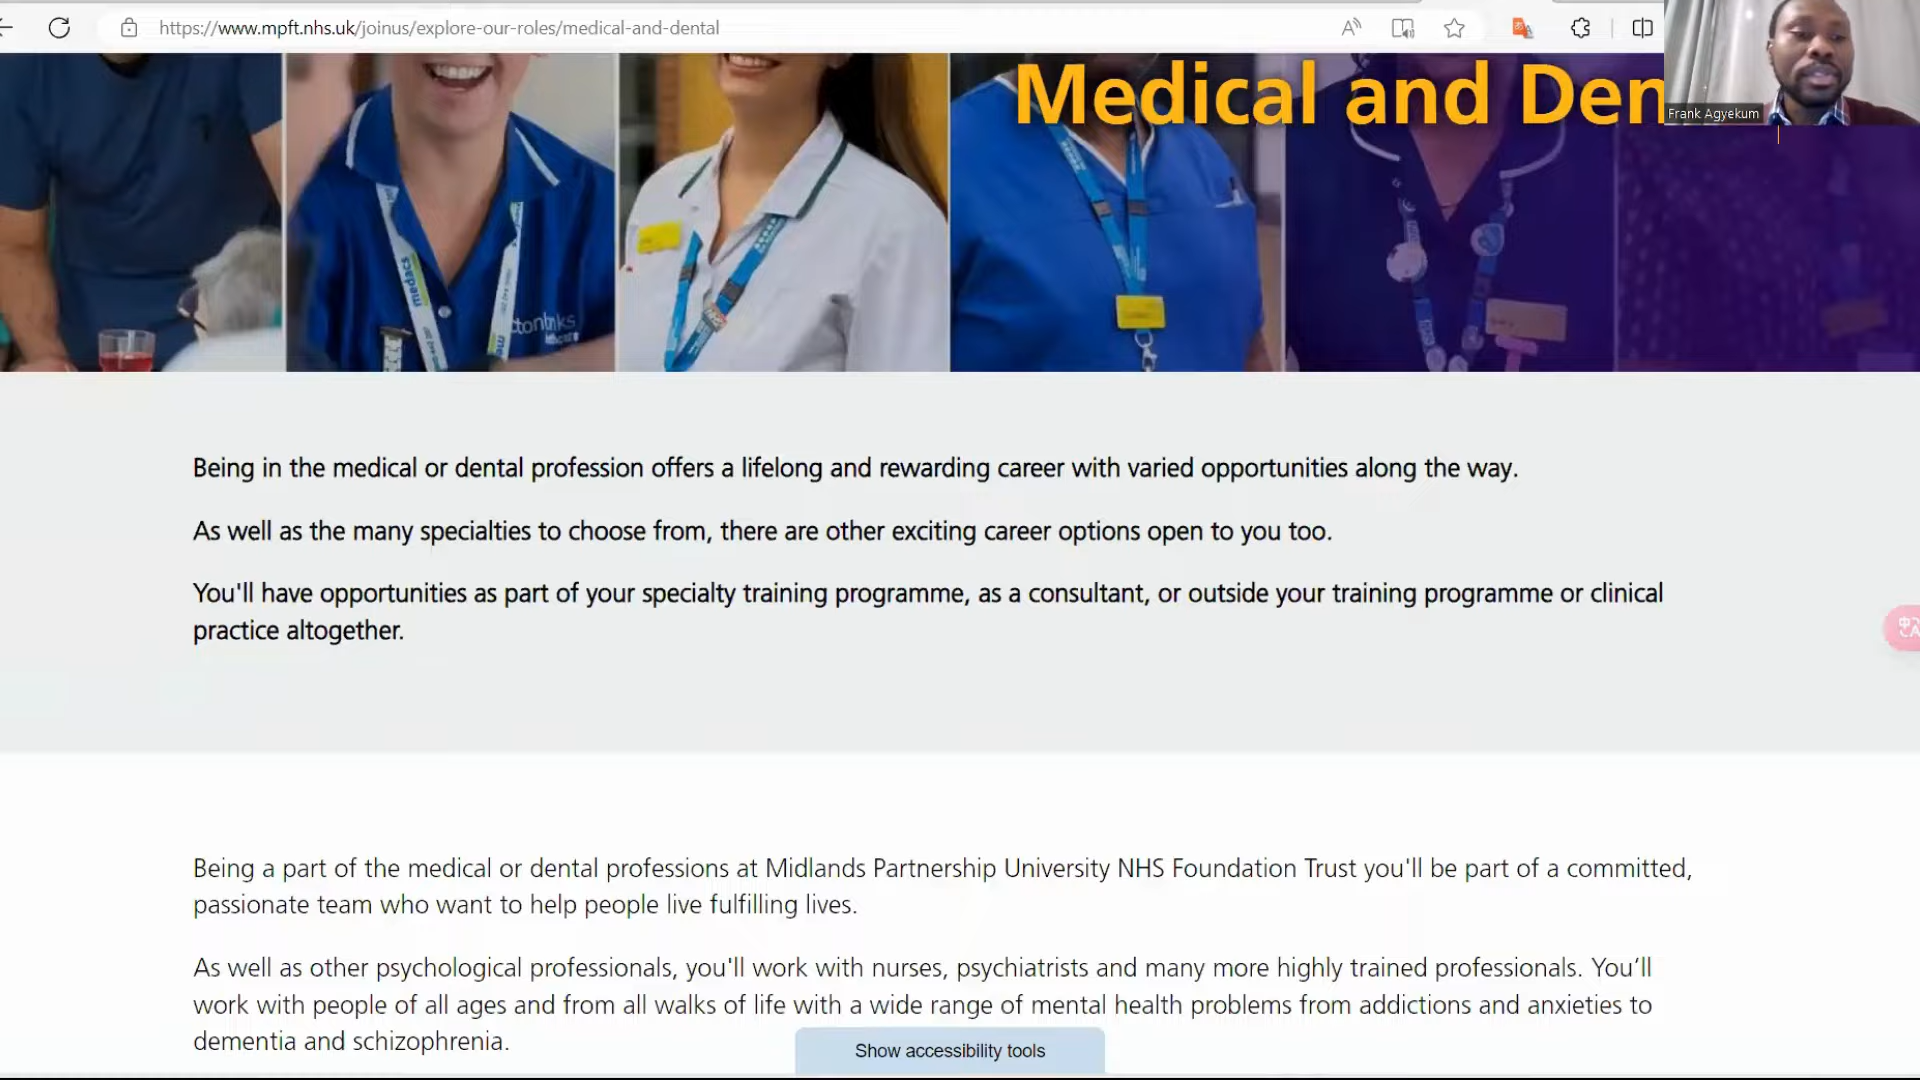 https://www.mpft.nhs.uk/joinus/explore-our-roles/medical-and-dental
Medical and Den
Frank Agyekum
medacs
Being in the medical or dental profession offers a lifelong and rewarding career with varied opportunities along the way.
As well as the many specialties to choose from, there are other exciting career options open to you too.
You'll have opportunities as part of your specialty training programme, as a consultant, or outside your training programme or clinical
practice altogether.
Being a part of the medical or dental professions at Midlands Partnership University NHS Foundation Trust you'll be part of a committed,
passionate team who want to help people live fulfilling lives.
As well as other psychological professionals, you'll work with nurses, psychiatrists and many more highly trained professionals. You’ll
work with people of all ages and from all walks of life with a wide range of mental health problems from addictions and anxieties to
dementia and schizophrenia.
Show accessibility tools